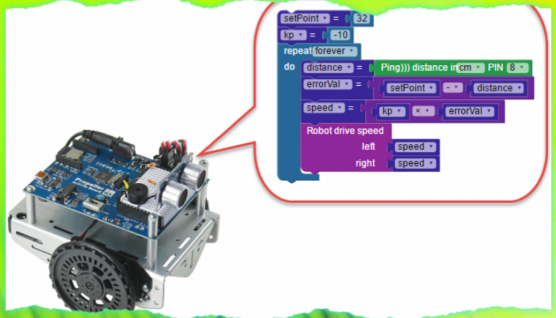 setPoint = 32
kp = -10
repeat forever
do distance = Ping))) distance in cm PIN 8
errorVal = setPoint - distance
speed = kp × errorVal
Robot drive speed
left speed
right speed
Propeller